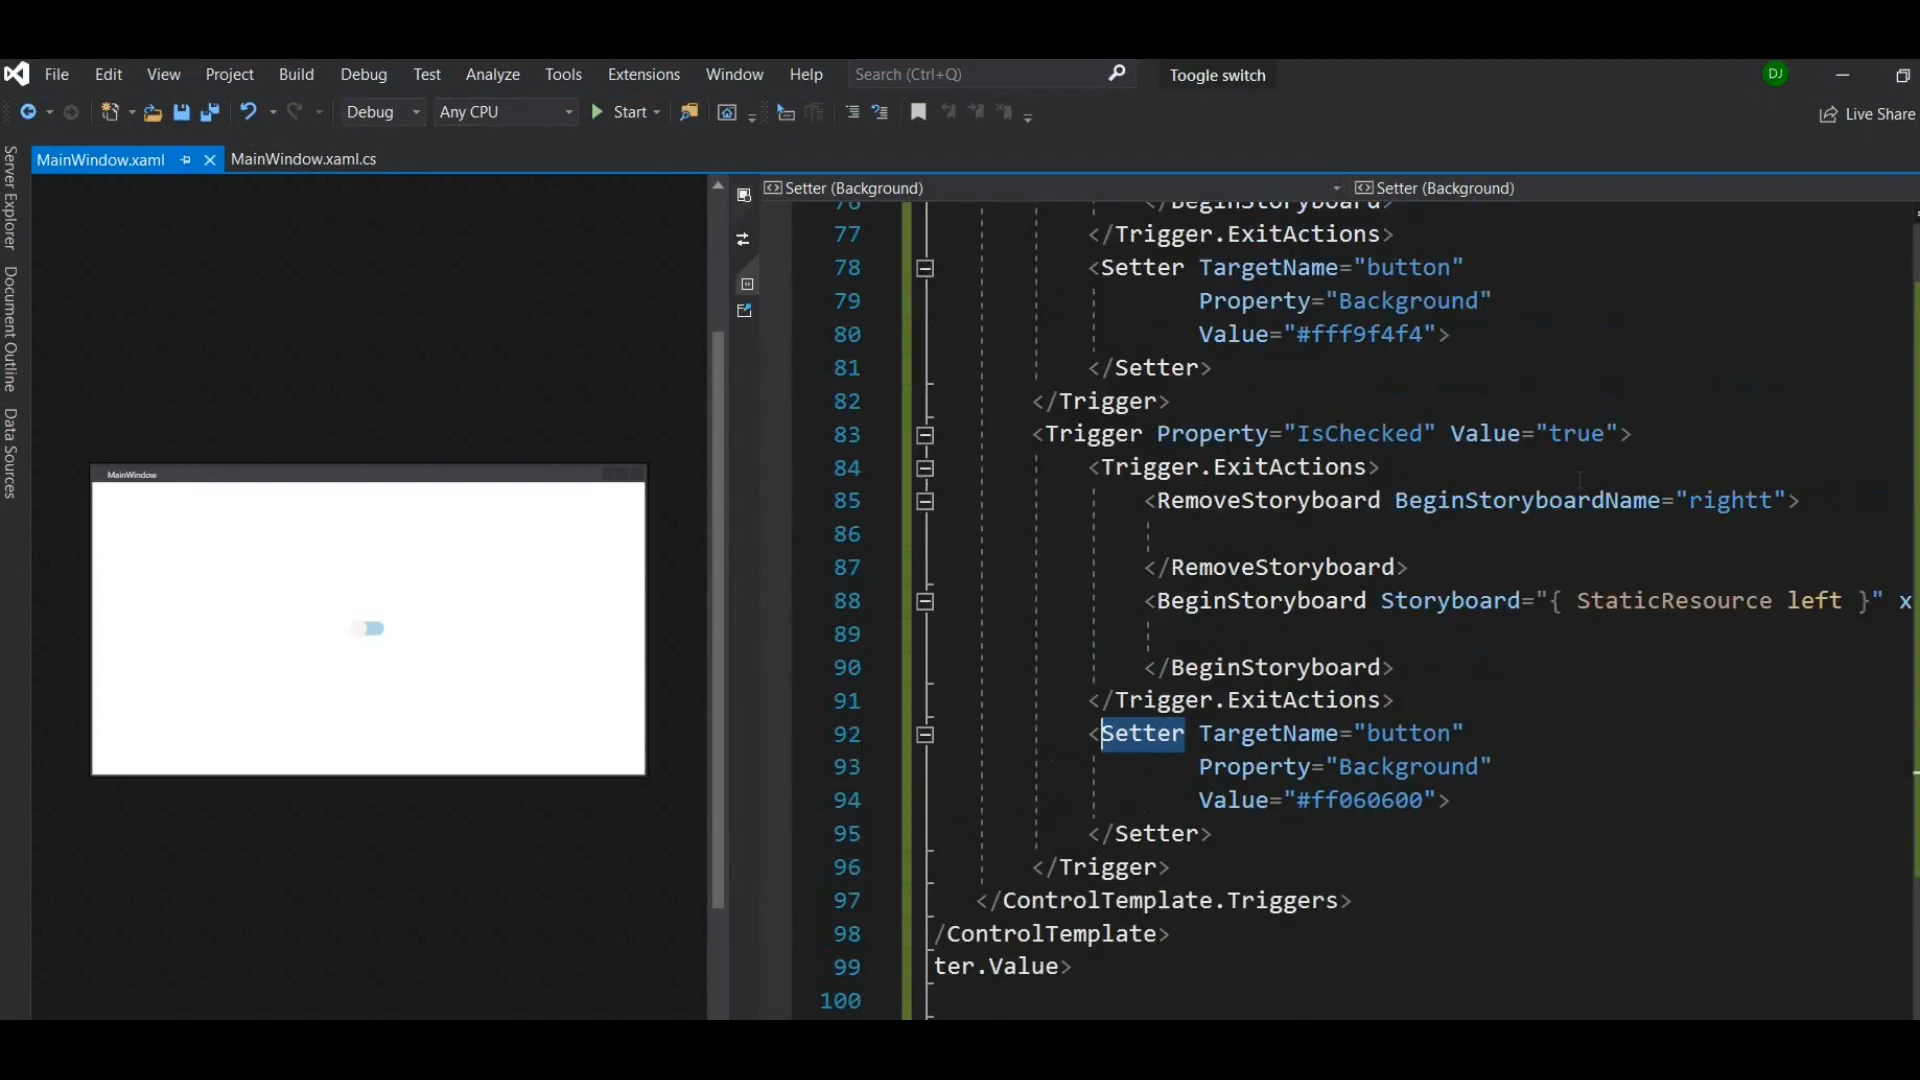 File Edit View Project Build Debug Test Analyze Tools Extensions Window Help Search (Ctrl+Q) Toogle switch DJ
Debug Any CPU Start Live Share
MainWindow.xaml MainWindow.xaml.cs
Server Explorer
Document Outline
Data Sources
MainWindow
Setter (Background) Setter (Background)
76 </BeginStoryboard>
77 </Trigger.ExitActions>
78 <Setter TargetName="button"
79 Property="Background"
80 Value="#fff9f4f4">
81 </Setter>
82 </Trigger>
83 <Trigger Property="IsChecked" Value="true">
84 <Trigger.ExitActions>
85 <RemoveStoryboard BeginStoryboardName="rightt">
86
87 </RemoveStoryboard>
88 <BeginStoryboard Storyboard="{ StaticResource left }" x
89
90 </BeginStoryboard>
91 </Trigger.ExitActions>
92 <Setter TargetName="button"
93 Property="Background"
94 Value="#ff060600">
95 </Setter>
96 </Trigger>
97 </ControlTemplate.Triggers>
98 /ControlTemplate>
99 ter.Value>
100